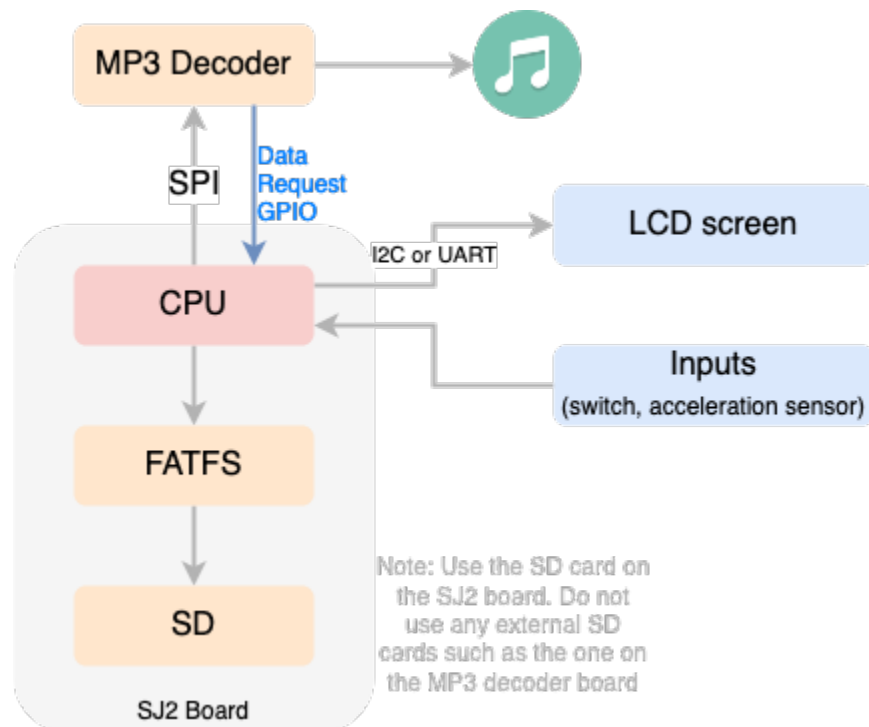 MP3 Decoder
SPI
Data
Request
GPIO
LCD screen
I2C or UART
CPU
Inputs
(switch, acceleration sensor)
FATFS
SD
Note: Use the SD card on
the SJ2 board. Do not
use any external SD
cards such as the one on
the MP3 decoder board
SJ2 Board